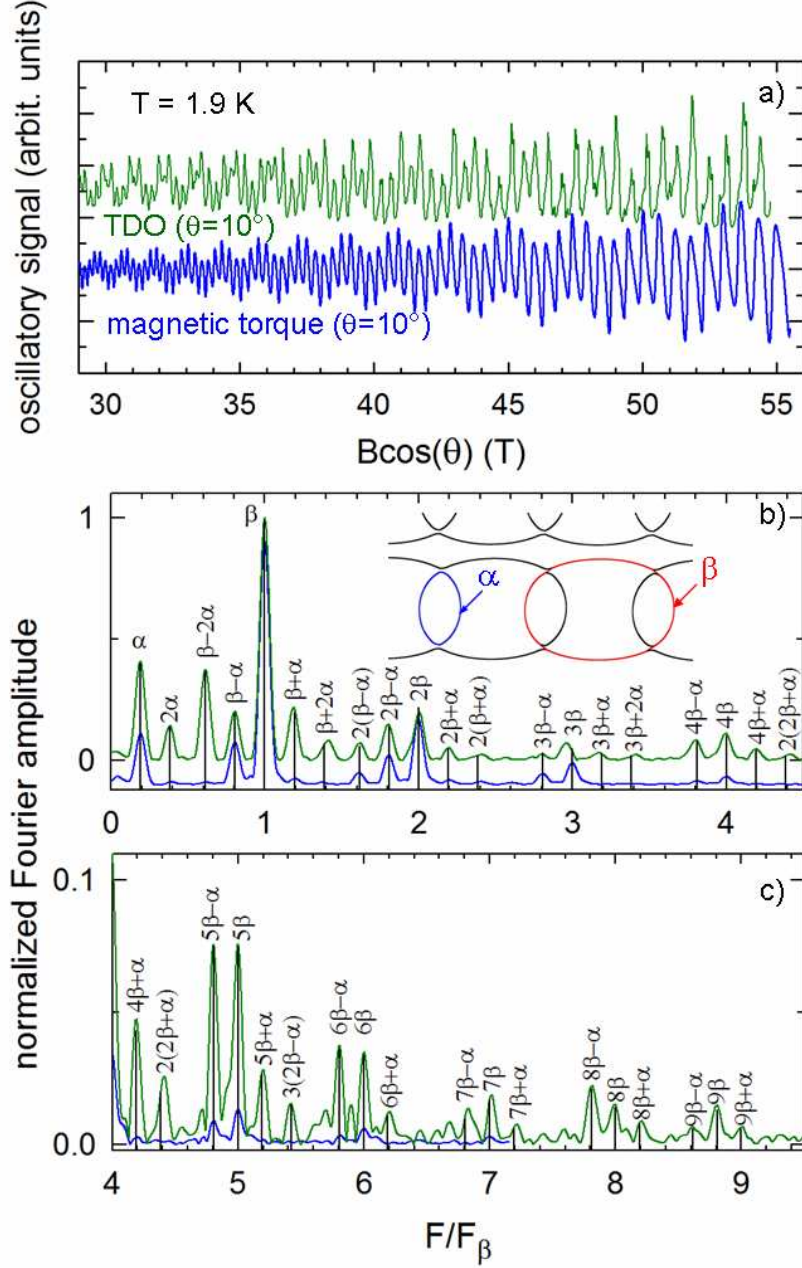 oscillatory signal (arbit. units)
T = 1.9 K
a)
TDO (θ=10°)
magnetic torque (θ=10°)
30 35 40 45 50 55
Bcos(θ) (T)
normalized Fourier amplitude
b)
1
0
α
2α
β−2α
β−α
β
β+α
β+2α
2(β−α)
2β−α
2β
2β+α
2(β+α)
3β−α
3β
3β+α
3β+2α
4β−α
4β
4β+α
2(2β+α)
α
β
0 1 2 3 4
c)
0.1
0.0
4β+α
2(2β+α)
5β−α
5β
5β+α
3(2β−α)
6β−α
6β
6β+α
7β−α
7β
7β+α
8β−α
8β
8β+α
9β−α
9β
9β+α
4 5 6 7 8 9
F/Fβ